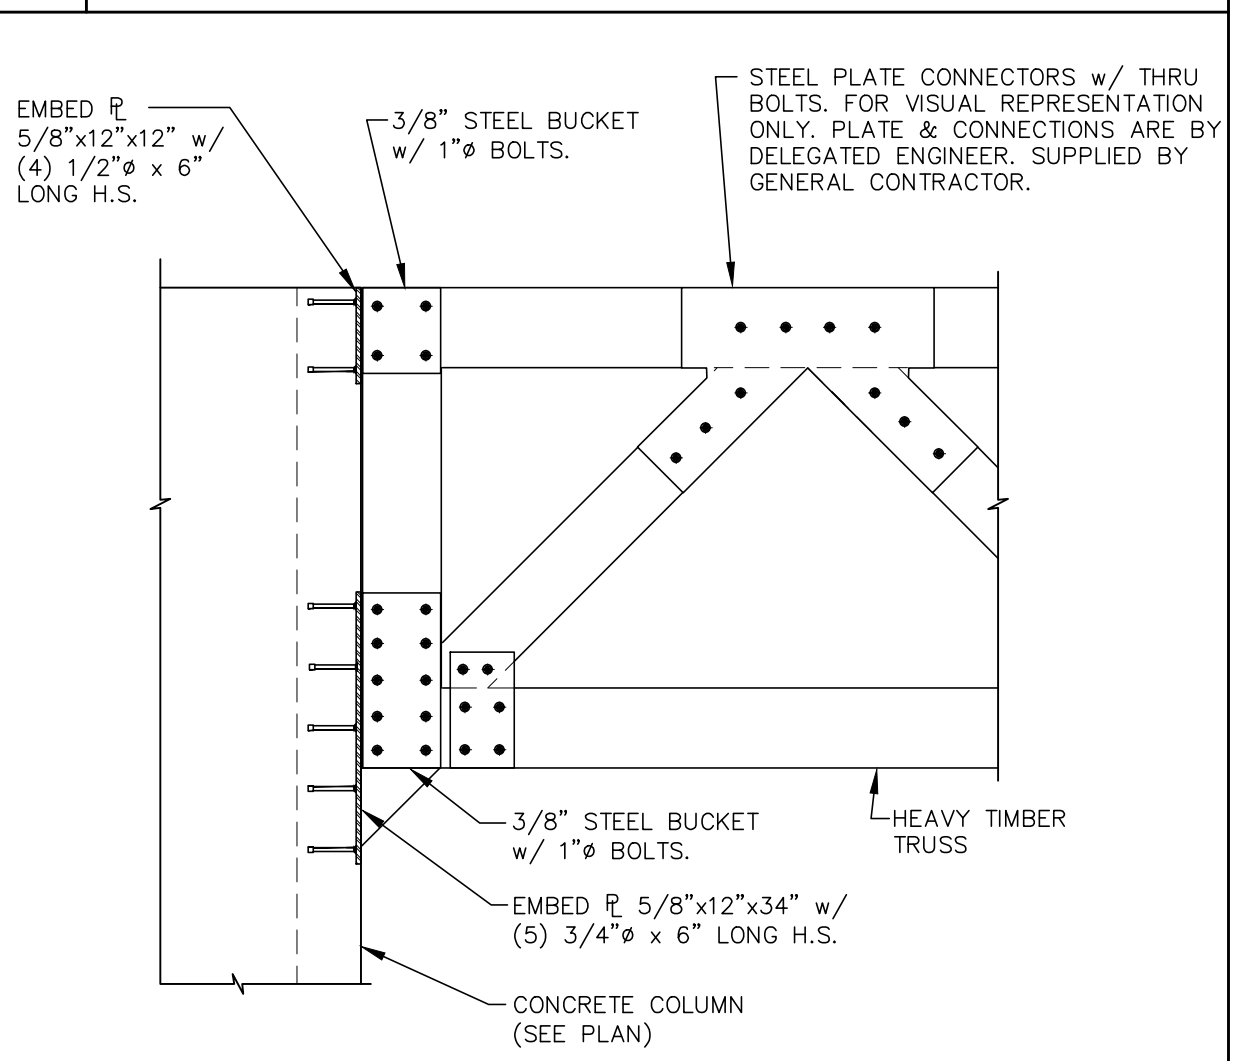 EMBED ⅊
5/8"x12"x12" w/
(4) 1/2"ø x 6"
LONG H.S.
3/8" STEEL BUCKET
w/ 1"ø BOLTS.
STEEL PLATE CONNECTORS w/ THRU
BOLTS. FOR VISUAL REPRESENTATION
ONLY. PLATE & CONNECTIONS ARE BY
DELEGATED ENGINEER. SUPPLIED BY
GENERAL CONTRACTOR.
3/8" STEEL BUCKET
w/ 1"ø BOLTS.
HEAVY TIMBER
TRUSS
EMBED ⅊ 5/8"x12"x34" w/
(5) 3/4"ø x 6" LONG H.S.
CONCRETE COLUMN
(SEE PLAN)